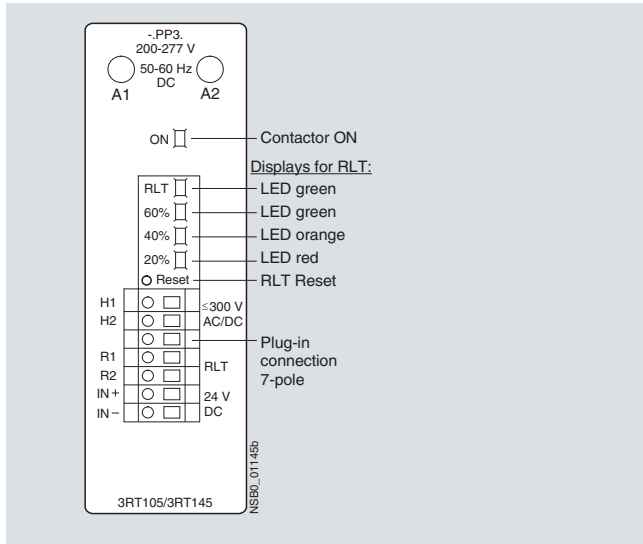 -.PP3.
200-277 V
50-60 Hz
DC
A1
A2
ON
Contactor ON
Displays for RLT:
RLT
LED green
60%
LED green
40%
LED orange
20%
LED red
Reset
RLT Reset
H1
≤300 V
H2
AC/DC
Plug-in
connection
7-pole
R1
RLT
R2
IN+
24 V
IN–
DC
NSB0_01145b
3RT105/3RT145